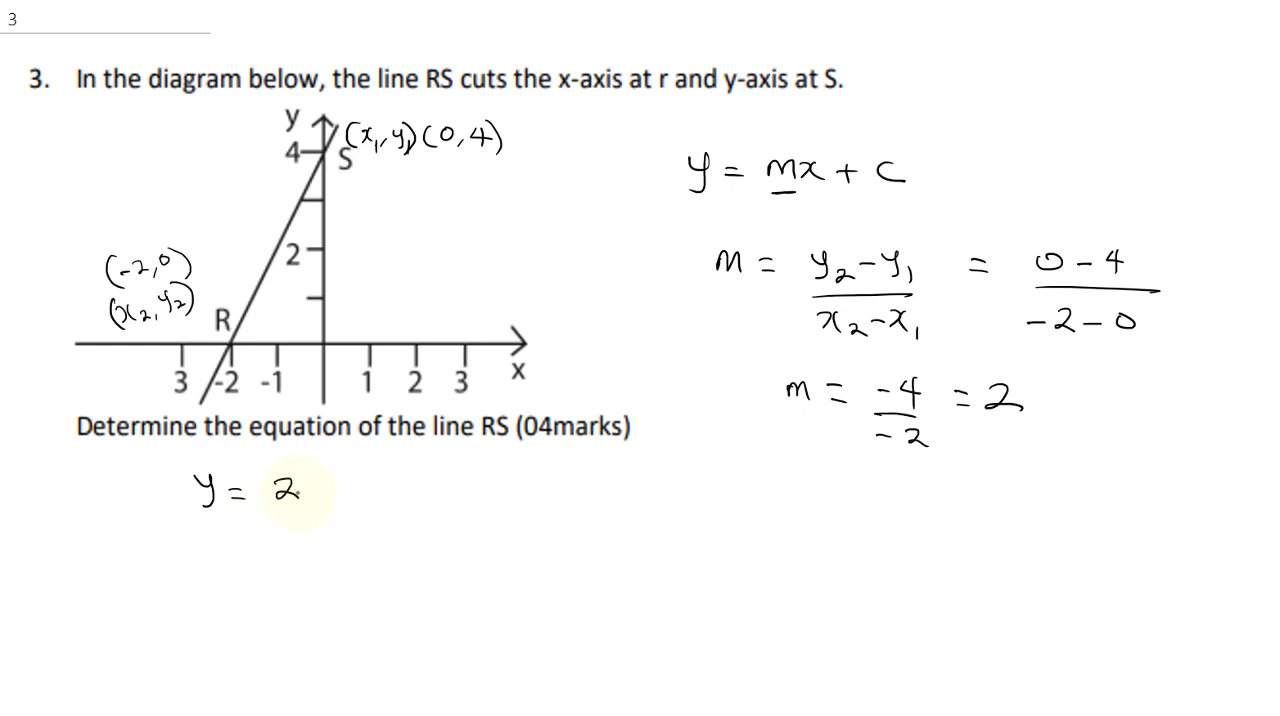 3
3. In the diagram below, the line RS cuts the x-axis at r and y-axis at S.
y
(x₁,y₁)(0,4)
4
S
y = mx + c
2
(-2,0)
(x₂,y₂)
R
m = y₂-y₁ / x₂-x₁ = 0-4 / -2-0
3 -2 -1 1 2 3 x
m = -4 / -2 = 2
Determine the equation of the line RS (04marks)
y = 2